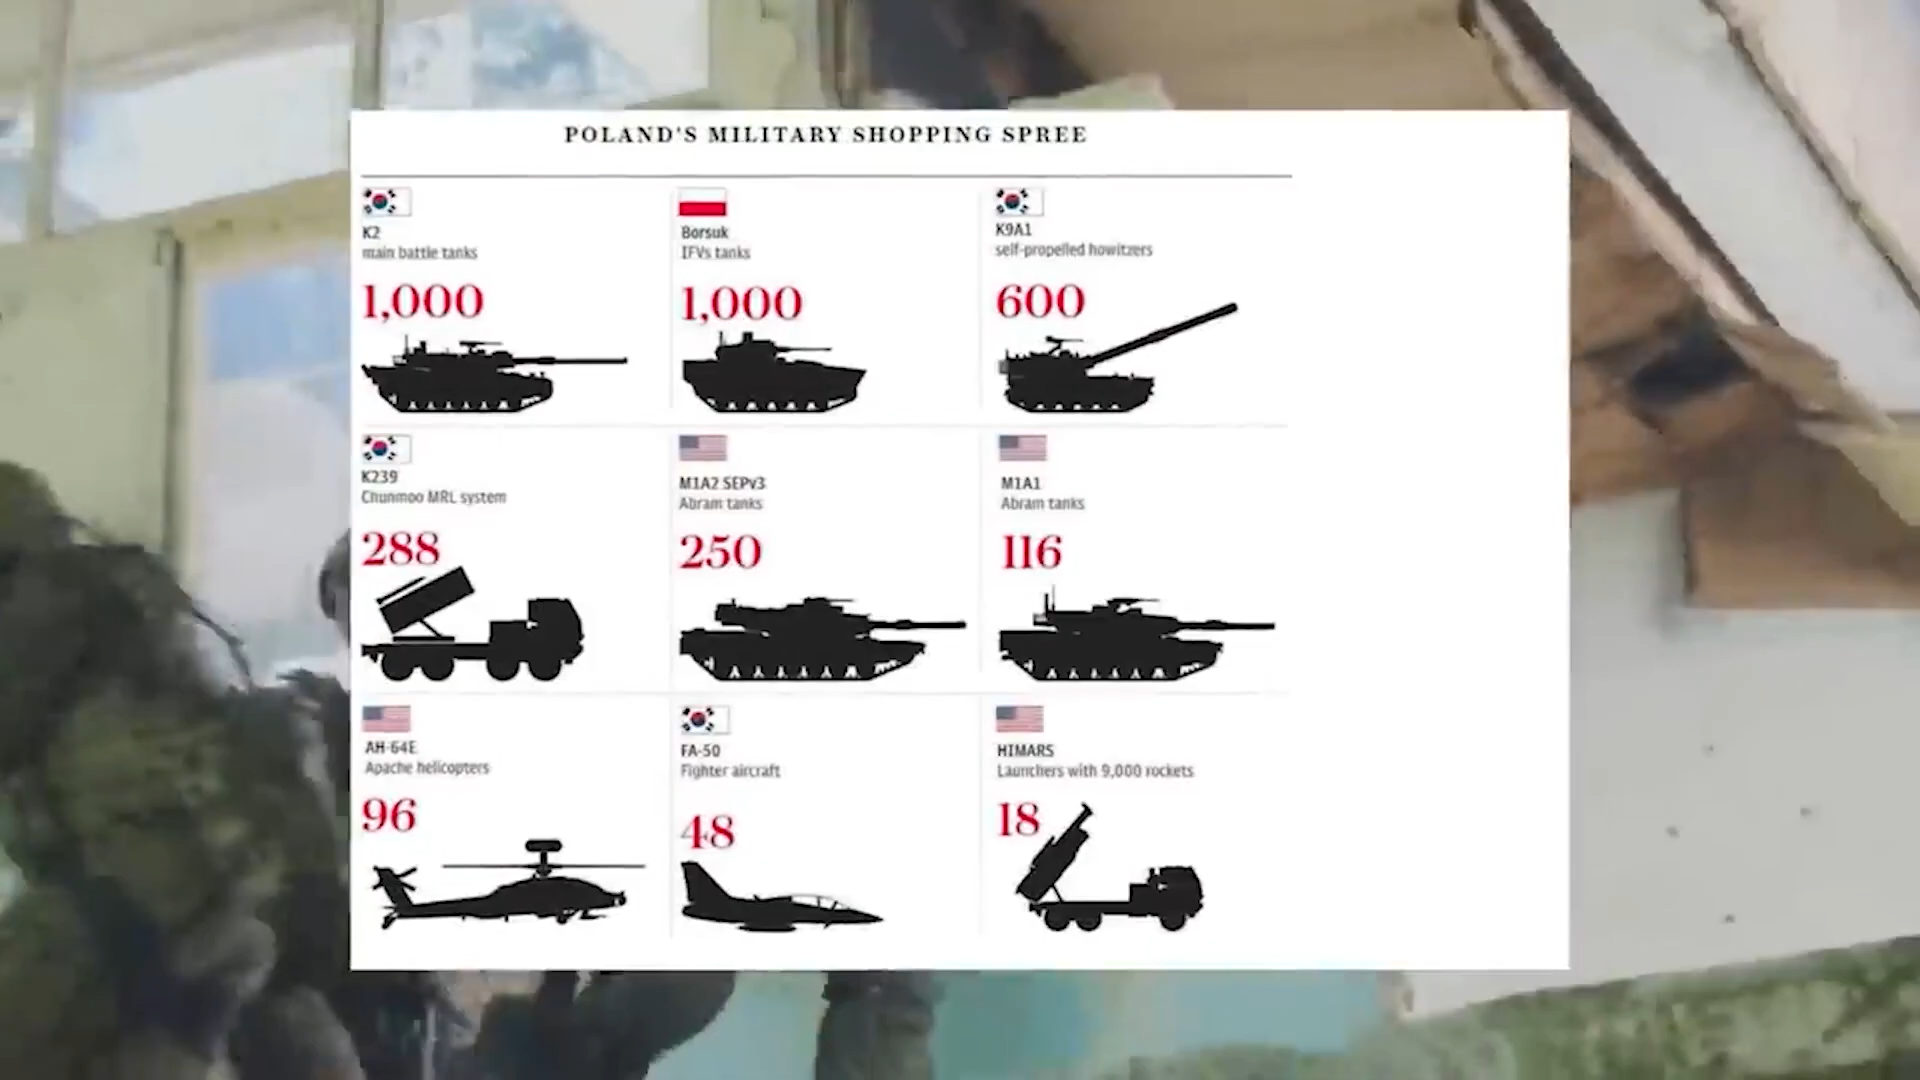 POLAND'S MILITARY SHOPPING SPREE
K2
main battle tanks
1,000
Borsuk
IFVs tanks
1,000
K9A1
self-propelled howitzers
600
K239
Chunmoo MRL system
288
M1A2 SEPv3
Abram tanks
250
M1A1
Abram tanks
116
AH-64E
Apache helicopters
96
FA-50
Fighter aircraft
48
HIMARS
Launchers with 9,000 rockets
18